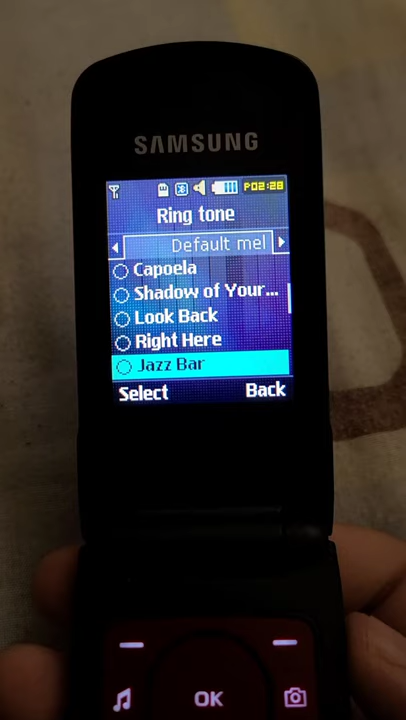 SAMSUNG
P02:28
Ring tone
Default mel
Capoela
Shadow of Your...
Look Back
Right Here
Jazz Bar
Select Back
OK